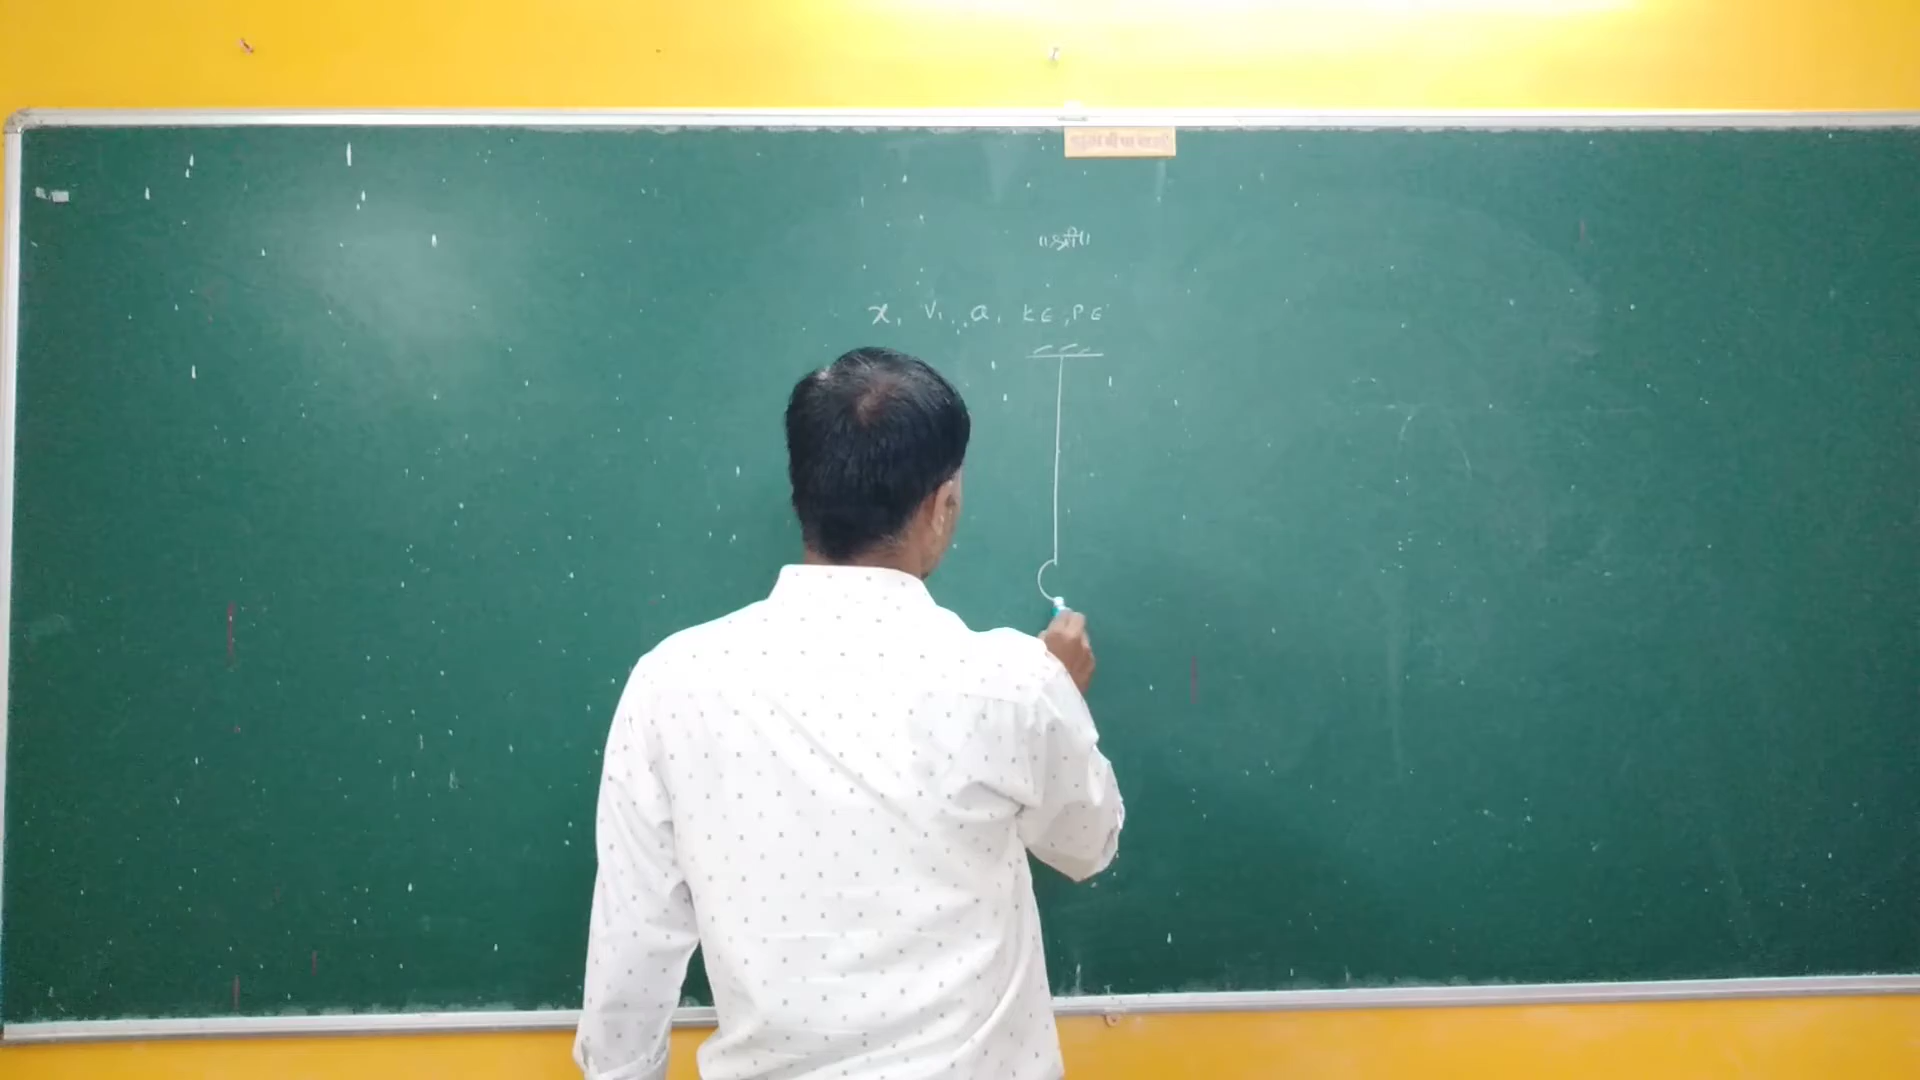 ॥श्री॥
x, v, a, KE, PE